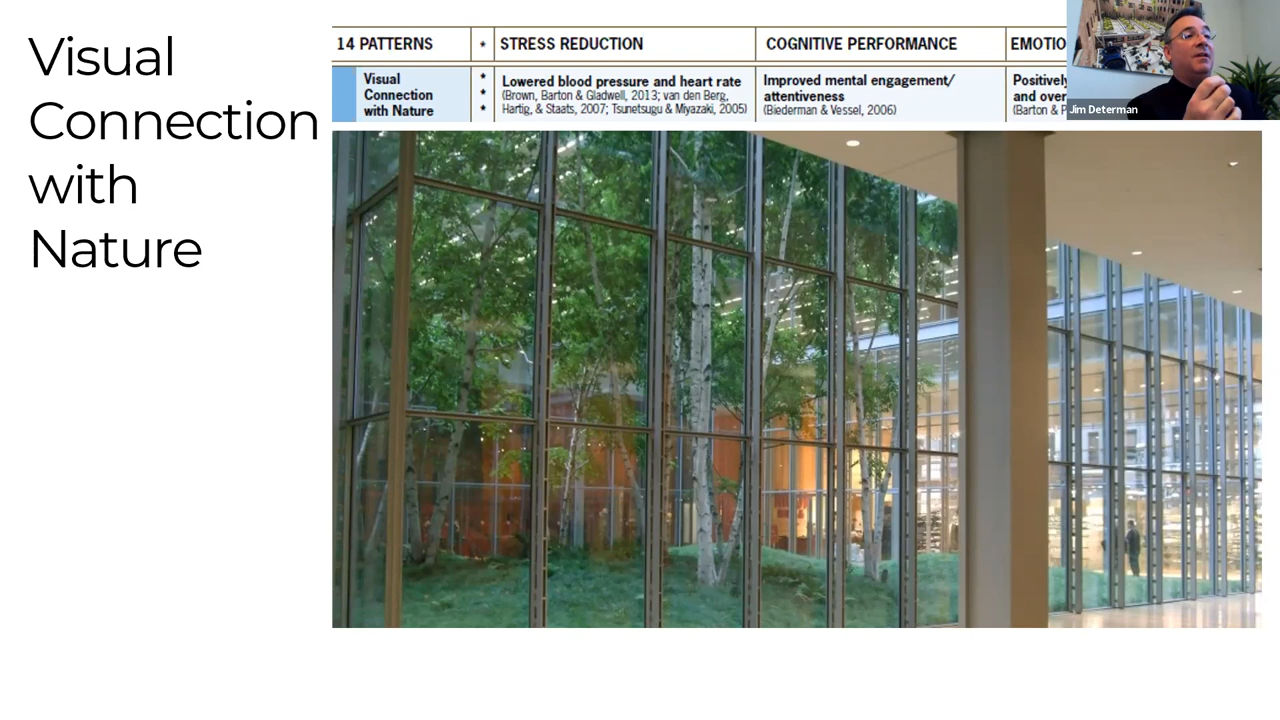 Visual
Connection
with
Nature
14 PATTERNS * STRESS REDUCTION COGNITIVE PERFORMANCE
Visual
Connection
with Nature
*
*
*
Lowered blood pressure and heart rate
(Brown, Barton & Gladwell, 2013; van den Berg,
Hartig, & Staats, 2007; Tsunetsugu & Miyazaki, 2005)
Improved mental engagement/
attentiveness
(Biederman & Vessel, 2006)
Positively
and
(Barton &
Jim Determan